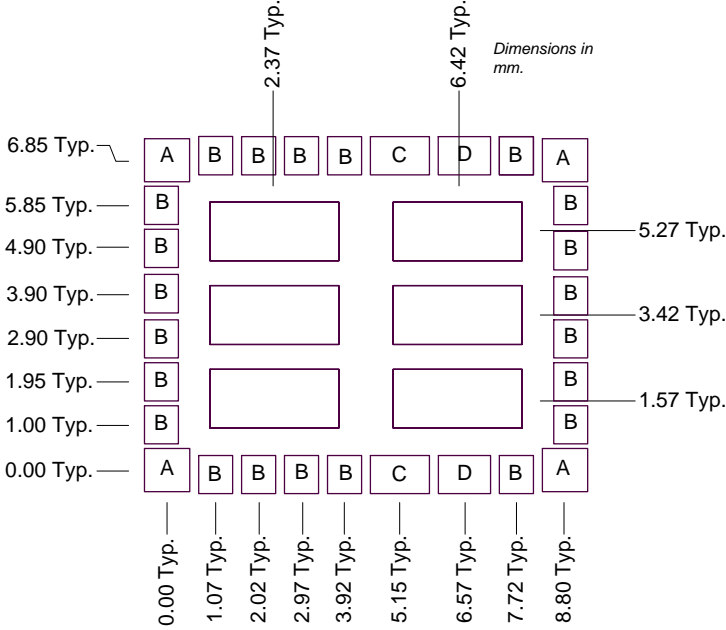 2.37 Typ.
6.42 Typ.
Dimensions in
mm.
6.85 Typ.
A B B B B C D B A
5.85 Typ. B B
5.27 Typ.
4.90 Typ. B B
3.90 Typ. B B
3.42 Typ.
2.90 Typ. B B
1.95 Typ. B B
1.57 Typ.
1.00 Typ. B B
0.00 Typ. A B B B B C D B A
0.00 Typ.
1.07 Typ.
2.02 Typ.
2.97 Typ.
3.92 Typ.
5.15 Typ.
6.57 Typ.
7.72 Typ.
8.80 Typ.